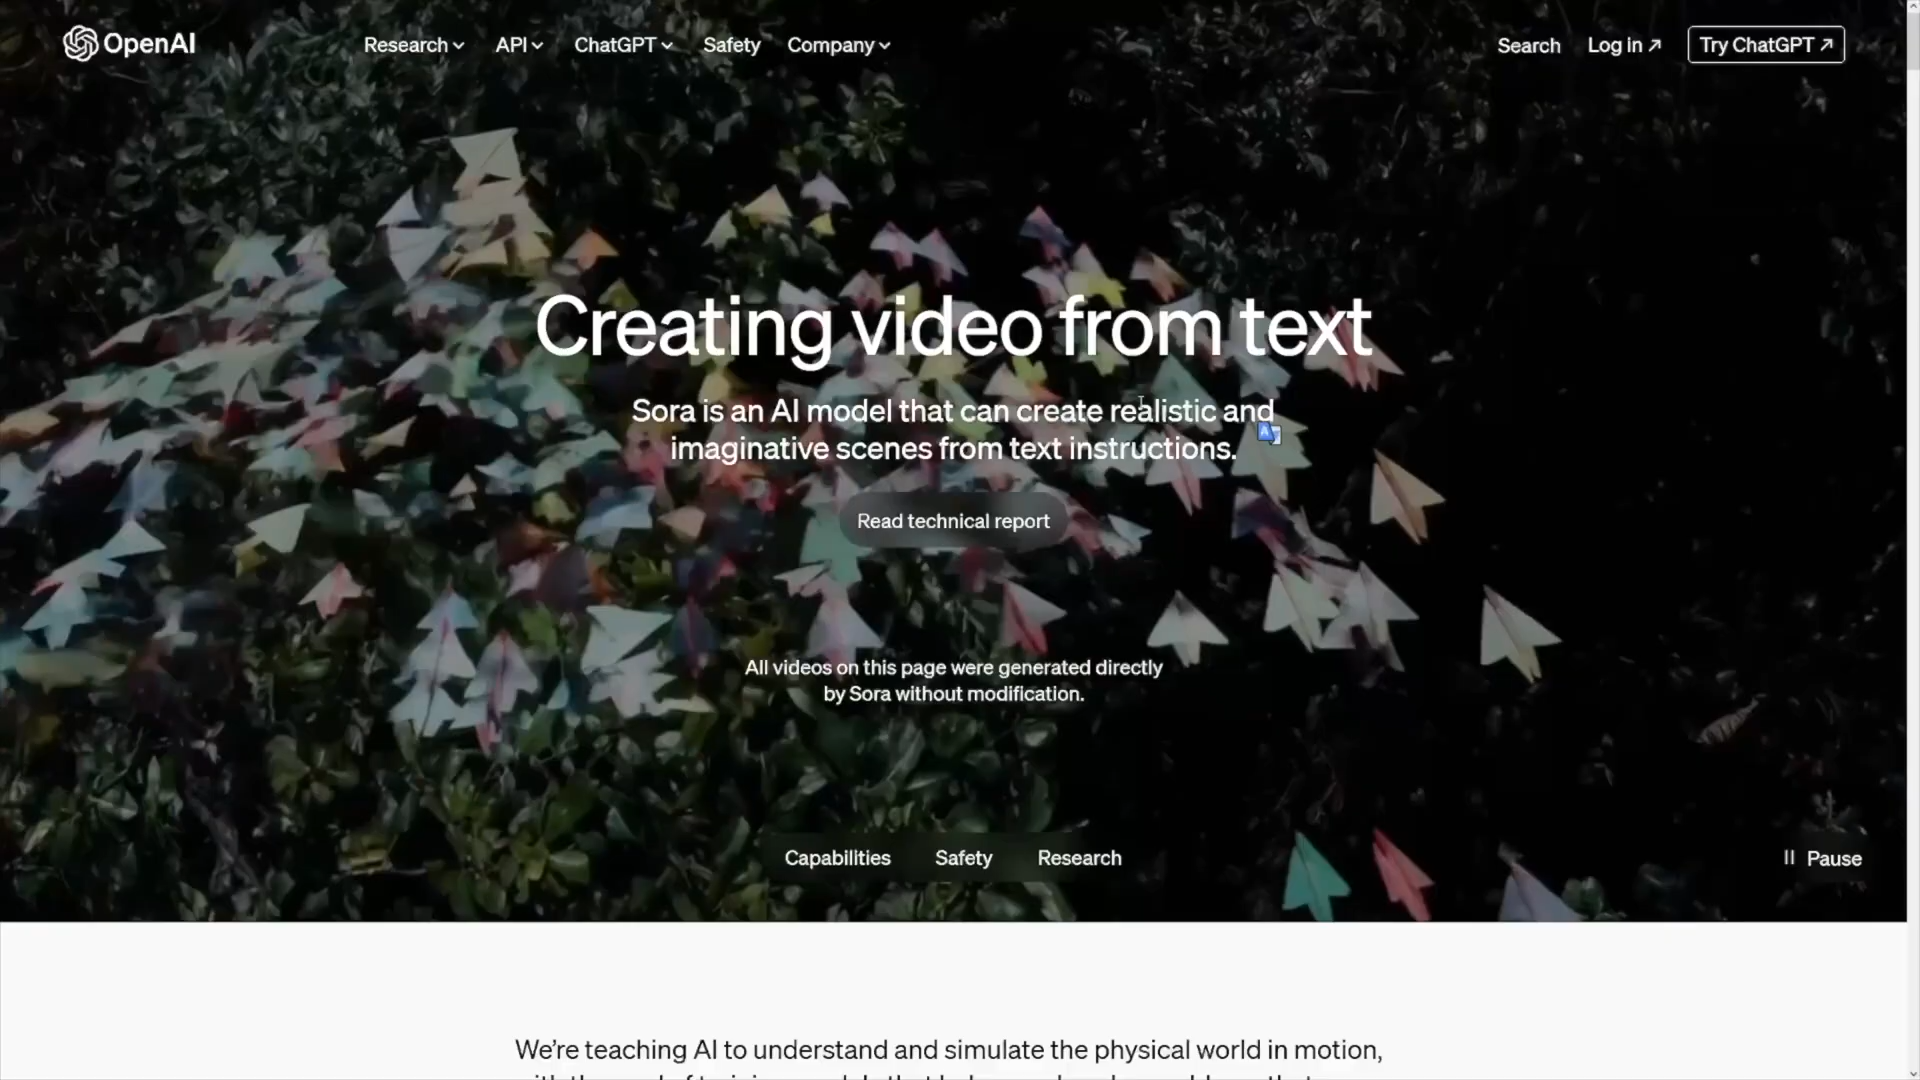 OpenAI
Research API ChatGPT Safety Company
Search Log in ↗ Try ChatGPT ↗
Creating video from text
Sora is an AI model that can create realistic and
imaginative scenes from text instructions.
Read technical report
All videos on this page were generated directly
by Sora without modification.
Capabilities Safety Research
Pause
We’re teaching AI to understand and simulate the physical world in motion,